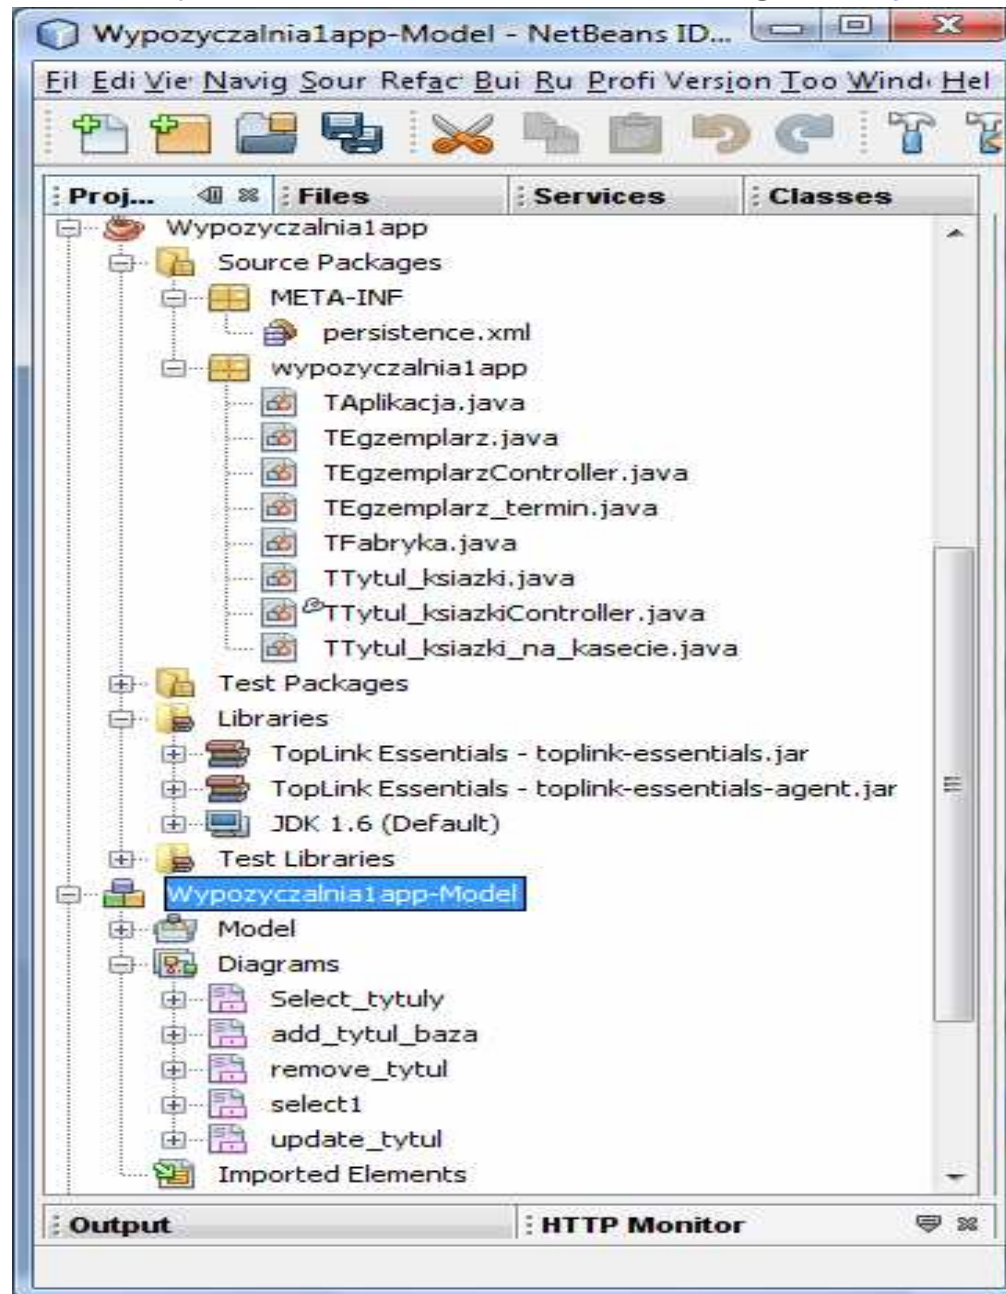 Wypozyczalnia1app-Model - NetBeans ID...
Fil Edi Vie Navig Sour Refac Bui Ru Profi Version Too Wind Hel
Proj... Files Services Classes
Wypozyczalnia1app
Source Packages
META-INF
persistence.xml
wypozyczalnia1app
TAplikacja.java
TEgzemplarz.java
TEgzemplarzController.java
TEgzemplarz_termin.java
TFabryka.java
TTytul_ksiazki.java
TTytul_ksiazkiController.java
TTytul_ksiazki_na_kasecie.java
Test Packages
Libraries
TopLink Essentials - toplink-essentials.jar
TopLink Essentials - toplink-essentials-agent.jar
JDK 1.6 (Default)
Test Libraries
Wypozyczalnia1app-Model
Model
Diagrams
Select_tytuly
add_tytul_baza
remove_tytul
select1
update_tytul
Imported Elements
Output HTTP Monitor